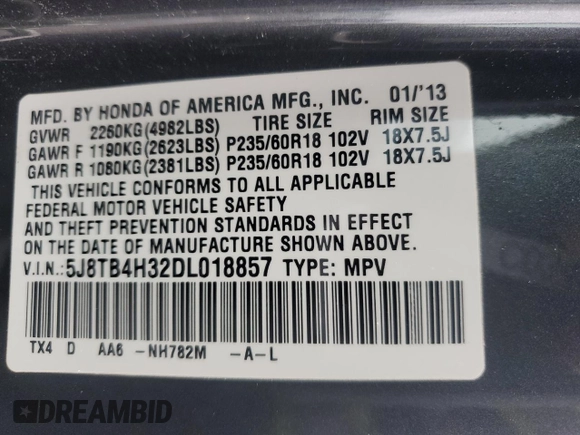 MFD. BY HONDA OF AMERICA MFG., INC. 01/'13
GVWR 2260KG(4982LBS) TIRE SIZE RIM SIZE
GAWR F 1190KG(2623LBS) P235/60R18 102V 18X7.5J
GAWR R 1080KG(2381LBS) P235/60R18 102V 18X7.5J
THIS VEHICLE CONFORMS TO ALL APPLICABLE
FEDERAL MOTOR VEHICLE SAFETY
AND THEFT PREVENTION STANDARDS IN EFFECT
ON THE DATE OF MANUFACTURE SHOWN ABOVE.
V.I.N.: 5J8TB4H32DL018857 TYPE: MPV
TX4 D AA6 -NH782M -A-L
DREAMBID